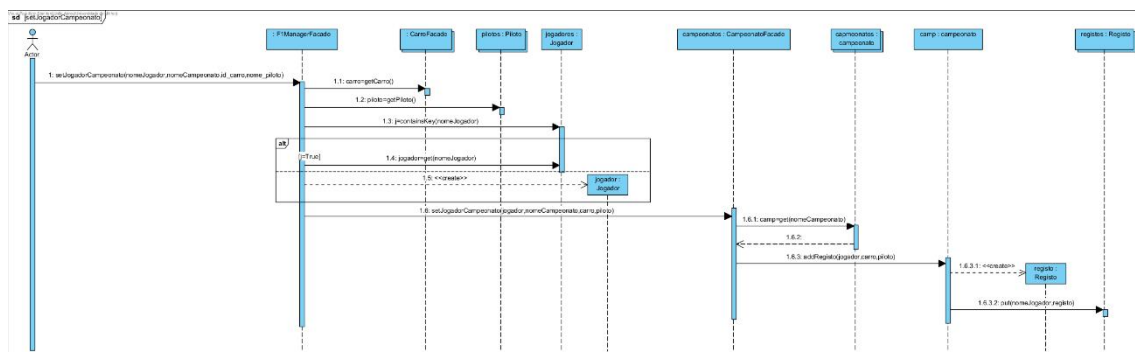 sd setJogadorCampeonato
Actor
: F1ManagerFacade
: CarroFacade
pilotos : Piloto
jogadores :
Jogador
campeonatos : CampeonatoFacade
capmeonatos :
campeonato
camp : campeonato
registos : Registo
1: setJogadorCampeonato(nomeJogador,nomeCampeonato,id_carro,nome_piloto)
1.1: carro=getCarro()
1.2: piloto=getPiloto()
1.3: j=containsKey(nomeJogador)
alt
[j=True]
1.4: jogador=get(nomeJogador)
1.5: <<create>>
jogador :
Jogador
1.6: setJogadorCampeonato(jogador,nomeCampeonato,carro,piloto)
1.6.1: camp=get(nomeCampeonato)
1.6.2:
1.6.3: addRegisto(jogador,carro,piloto)
1.6.3.1: <<create>>
registo :
Registo
1.6.3.2: put(nomeJogador,registo)